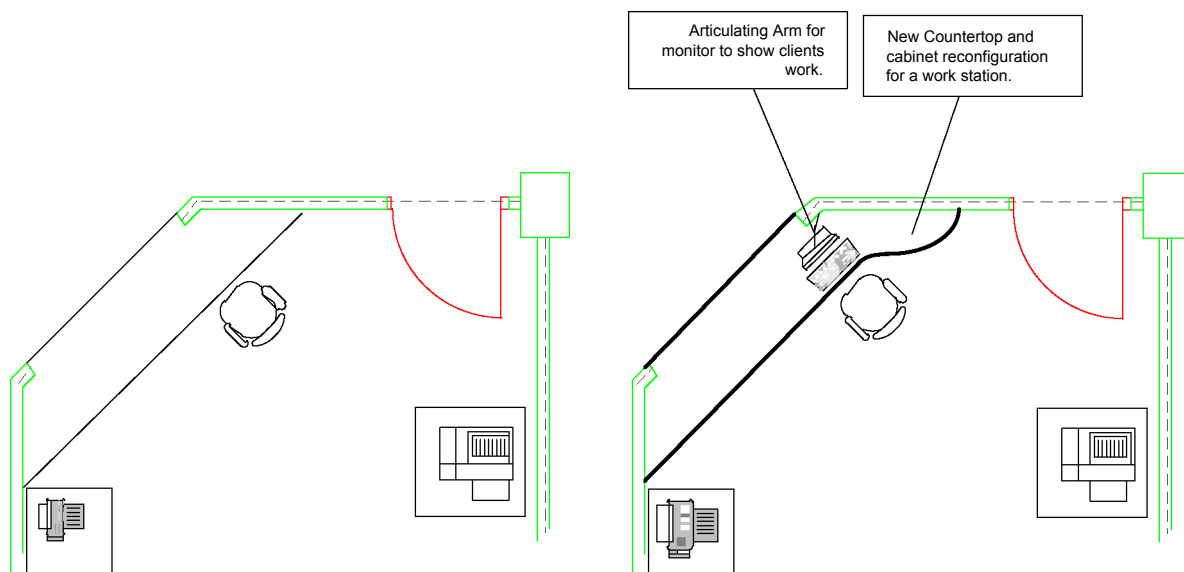 Articulating Arm for
monitor to show clients
work.
New Countertop and
cabinet reconfiguration
for a work station.